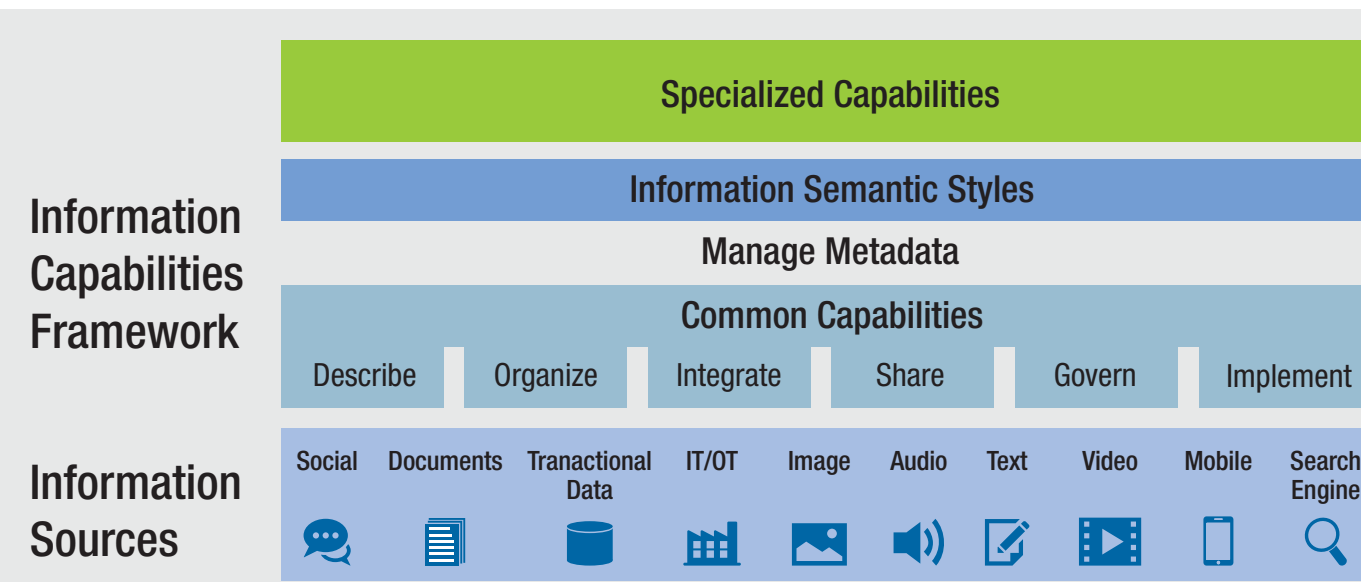 Specialized Capabilities
Information Semantic Styles
Manage Metadata
Common Capabilities
Describe Organize Integrate Share Govern Implement
Information
Capabilities
Framework
Social Documents Tranactional IT/OT Image Audio Text Video Mobile Search
Data Engine
Information
Sources